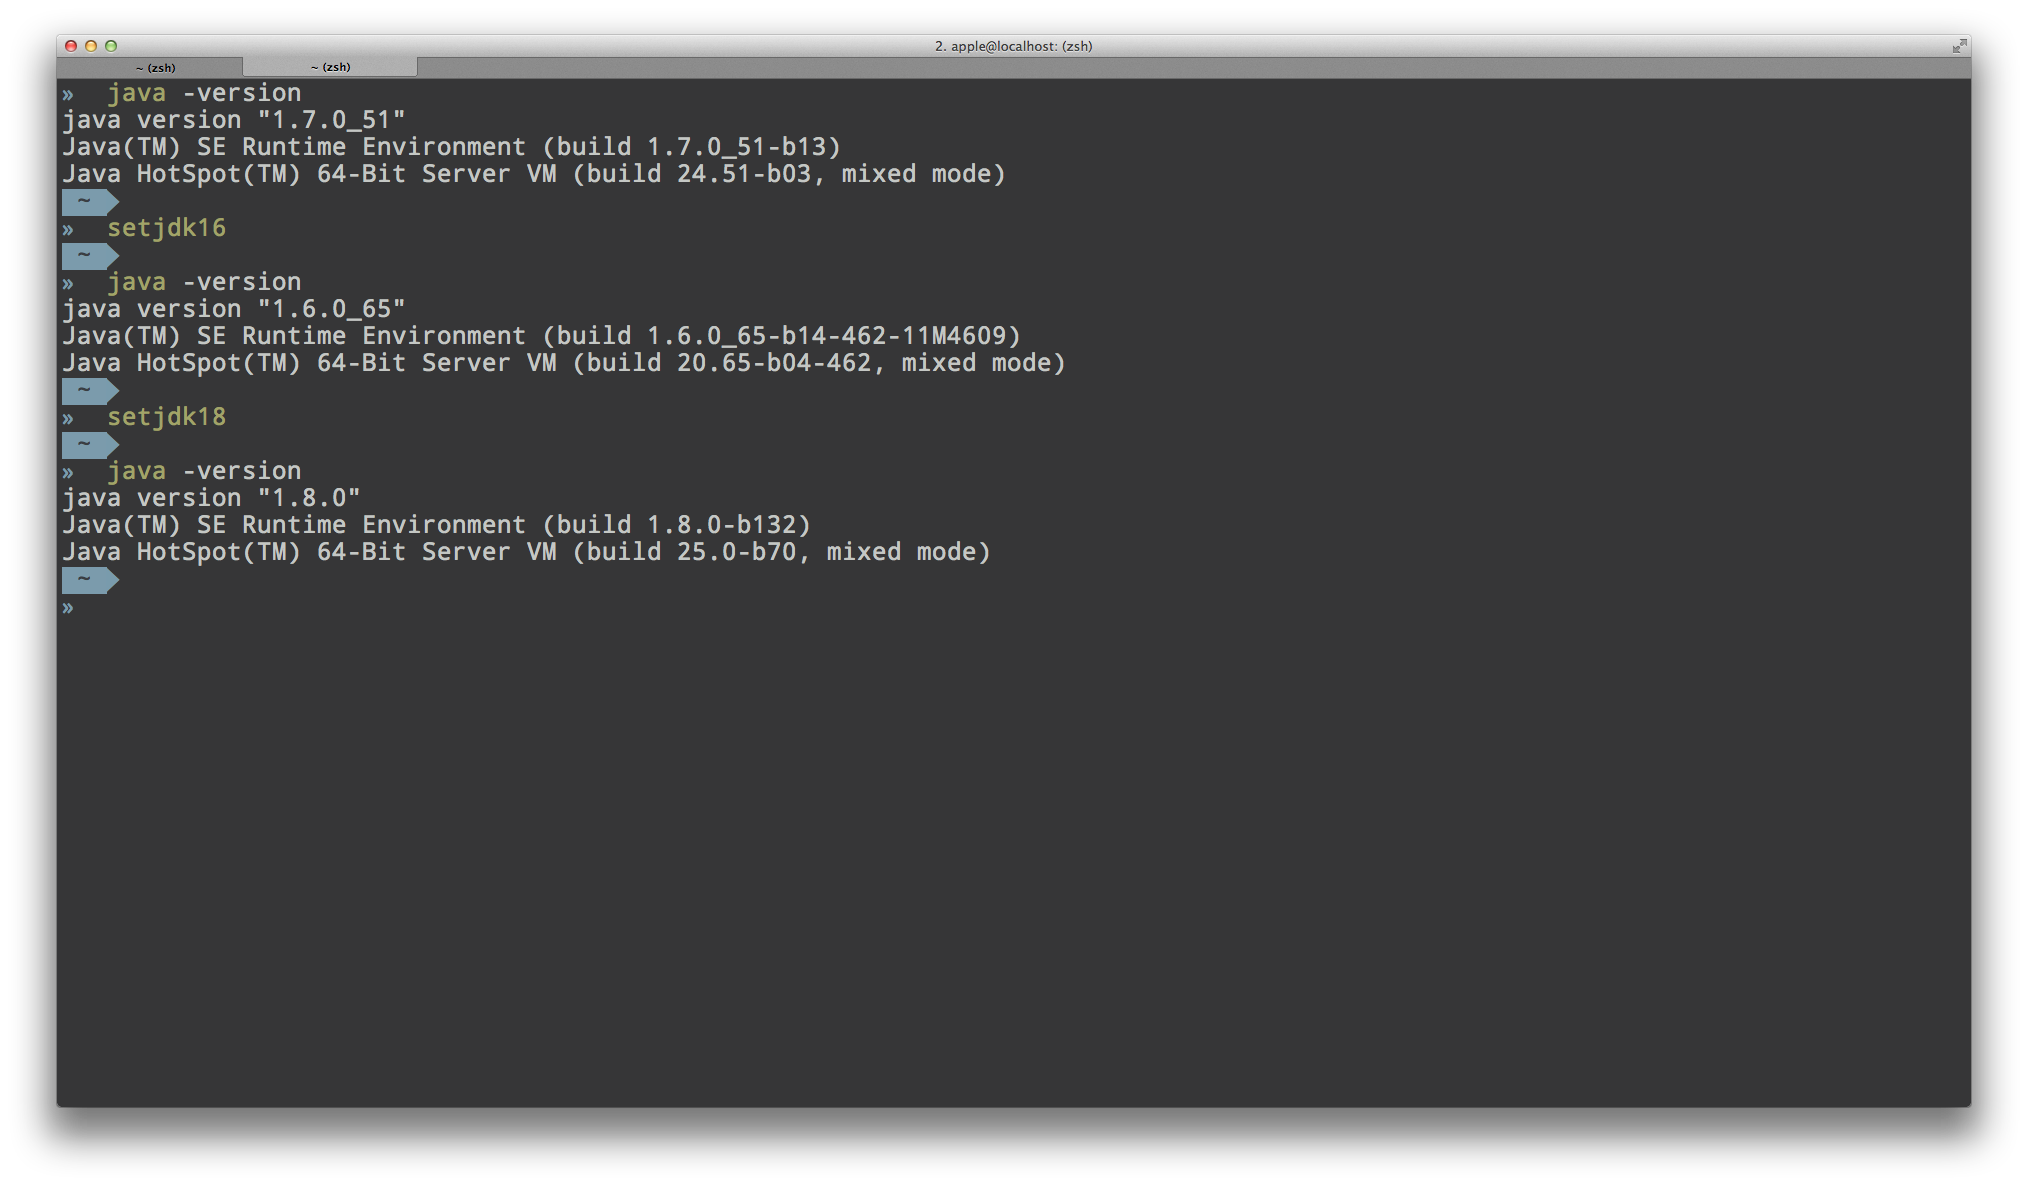 2. apple@localhost: (zsh)
~ (zsh)
~ (zsh)
» java -version
java version "1.7.0_51"
Java(TM) SE Runtime Environment (build 1.7.0_51-b13)
Java HotSpot(TM) 64-Bit Server VM (build 24.51-b03, mixed mode)
~
» setjdk16
~
» java -version
java version "1.6.0_65"
Java(TM) SE Runtime Environment (build 1.6.0_65-b14-462-11M4609)
Java HotSpot(TM) 64-Bit Server VM (build 20.65-b04-462, mixed mode)
~
» setjdk18
~
» java -version
java version "1.8.0"
Java(TM) SE Runtime Environment (build 1.8.0-b132)
Java HotSpot(TM) 64-Bit Server VM (build 25.0-b70, mixed mode)
~
»